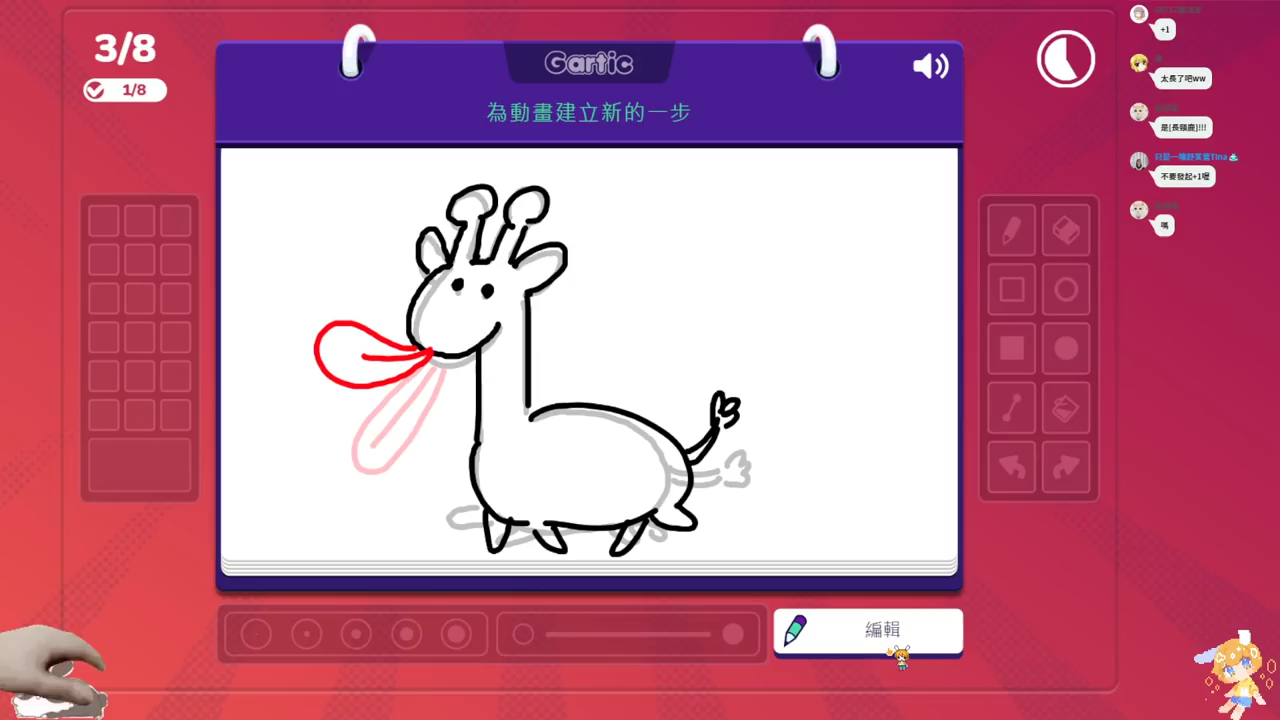 3/8
1/8
Gartic
為動畫建立新的一步
編輯
+1
太長了吧ww
是[長頸鹿]!!!
不要發起+1喔
嗎